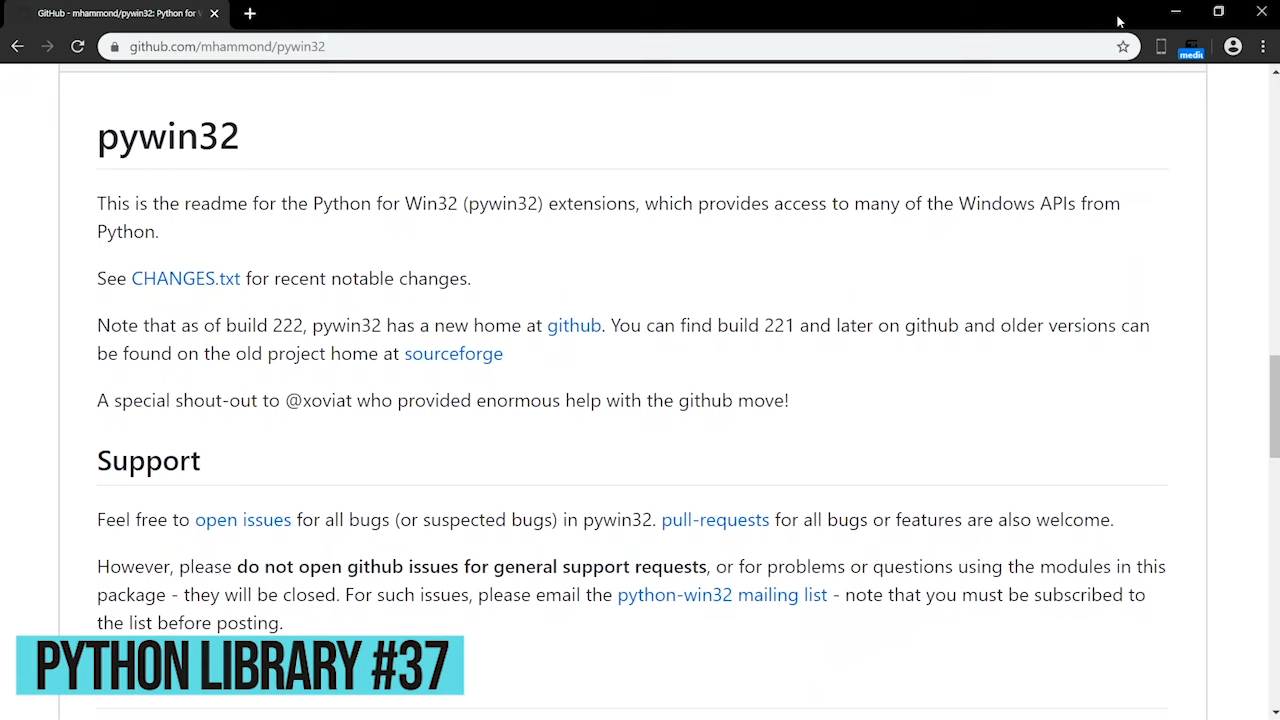 GitHub - mhammond/pywin32: Python for W
github.com/mhammond/pywin32
medic
pywin32
This is the readme for the Python for Win32 (pywin32) extensions, which provides access to many of the Windows APIs from
Python.
See CHANGES.txt for recent notable changes.
Note that as of build 222, pywin32 has a new home at github. You can find build 221 and later on github and older versions can
be found on the old project home at sourceforge
A special shout-out to @xoviat who provided enormous help with the github move!
Support
Feel free to open issues for all bugs (or suspected bugs) in pywin32. pull-requests for all bugs or features are also welcome.
However, please do not open github issues for general support requests, or for problems or questions using the modules in this
package - they will be closed. For such issues, please email the python-win32 mailing list - note that you must be subscribed to
the list before posting.
PYTHON LIBRARY #37